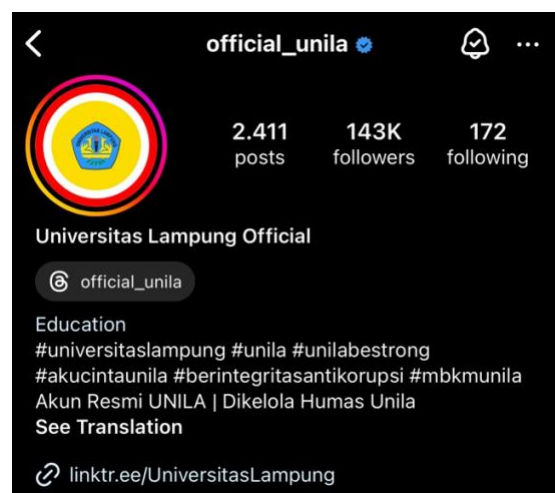 official_unila
2.411 143K 172
posts followers following
Universitas Lampung Official
official_unila
Education
#universitaslampung #unila #unilabestrong
#akucintaunila #berintegritasantikorupsi #mbkmunila
Akun Resmi UNILA | Dikelola Humas Unila
See Translation
linktr.ee/UniversitasLampung